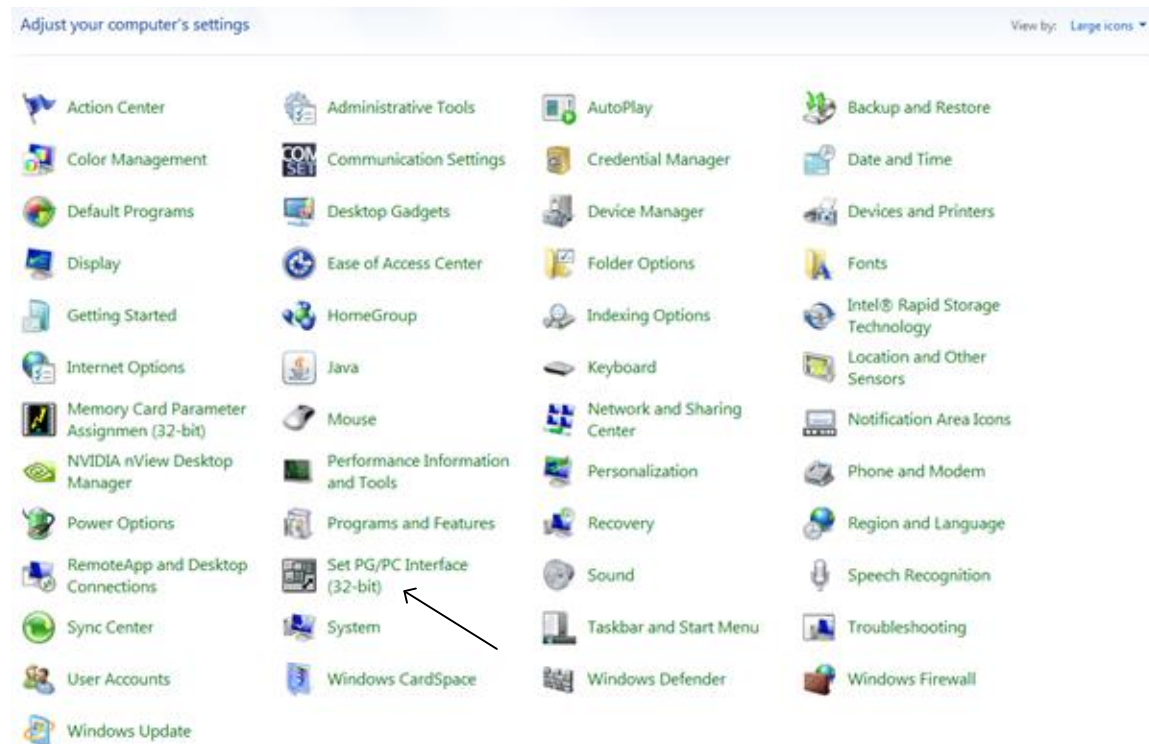 Adjust your computer's settings
View by: Large icons
Action Center
Administrative Tools
AutoPlay
Backup and Restore
Color Management
COM
SET
Communication Settings
Credential Manager
Date and Time
Default Programs
Desktop Gadgets
Device Manager
Devices and Printers
Display
Ease of Access Center
Folder Options
Fonts
Getting Started
HomeGroup
Indexing Options
Intel® Rapid Storage
Technology
Internet Options
Java
Keyboard
Location and Other
Sensors
Memory Card Parameter
Assignmen (32-bit)
Mouse
Network and Sharing
Center
Notification Area Icons
NVIDIA nView Desktop
Manager
Performance Information
and Tools
Personalization
Phone and Modem
Power Options
Programs and Features
Recovery
Region and Language
RemoteApp and Desktop
Connections
Set PG/PC Interface
(32-bit)
Sound
Speech Recognition
Sync Center
System
Taskbar and Start Menu
Troubleshooting
User Accounts
Windows CardSpace
Windows Defender
Windows Firewall
Windows Update